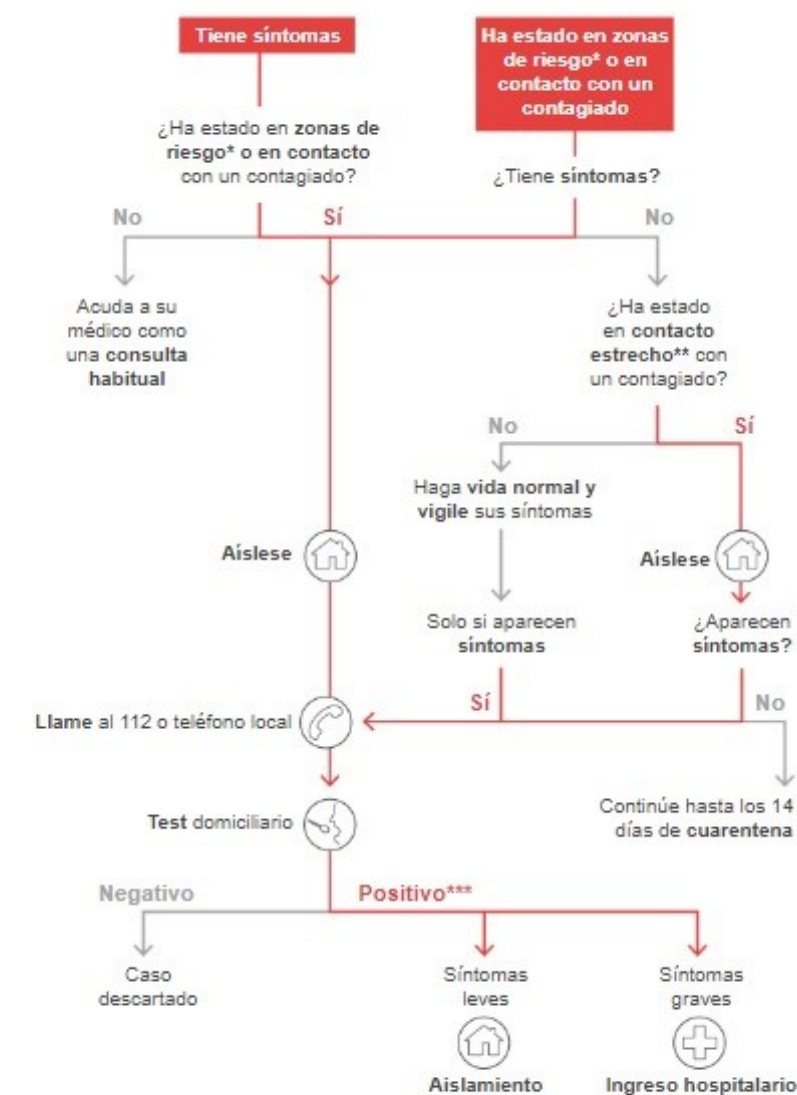 Tiene síntomas
Ha estado en zonas
de riesgo* o en
contacto con un
contagiado
¿Ha estado en zonas de
riesgo* o en contacto
con un contagiado?
¿Tiene síntomas?
No
Sí
No
Acuda a su
médico como
una consulta
habitual
¿Ha estado
en contacto
estrecho** con
un contagiado?
No
Sí
Haga vida normal y
vigile sus síntomas
Aíslese
Aíslese
Solo si aparecen
síntomas
¿Aparecen
síntomas?
Sí
No
Llame al 112 o teléfono local
Continúe hasta los 14
días de cuarentena
Test domiciliario
Negativo
Positivo***
Caso
descartado
Síntomas
leves
Síntomas
graves
Aislamiento
Ingreso hospitalario